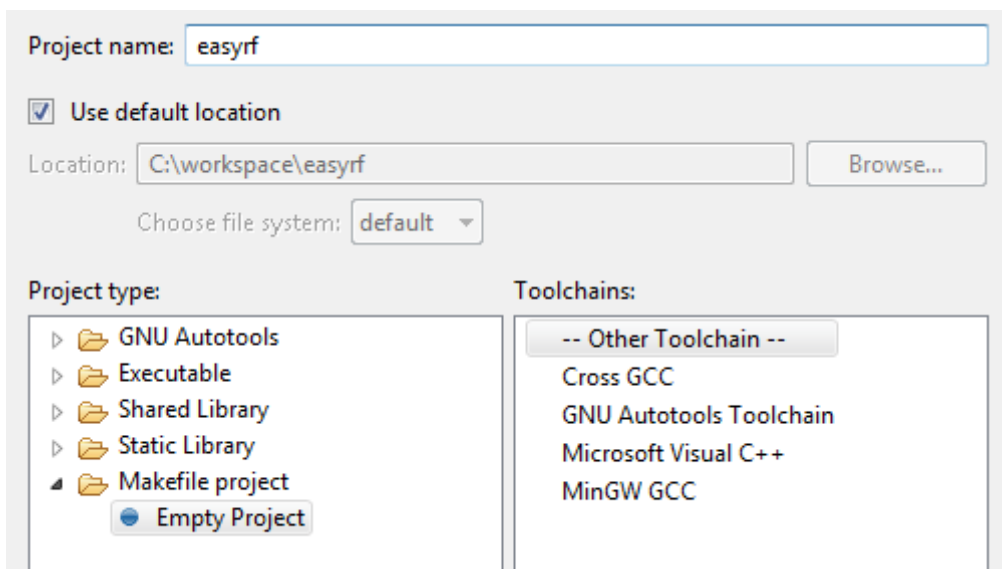 Project name: easyrf
Use default location
Location: C:\workspace\easyrf Browse...
Choose file system: default
Project type:
GNU Autotools
Executable
Shared Library
Static Library
Makefile project
Empty Project
Toolchains:
-- Other Toolchain --
Cross GCC
GNU Autotools Toolchain
Microsoft Visual C++
MinGW GCC